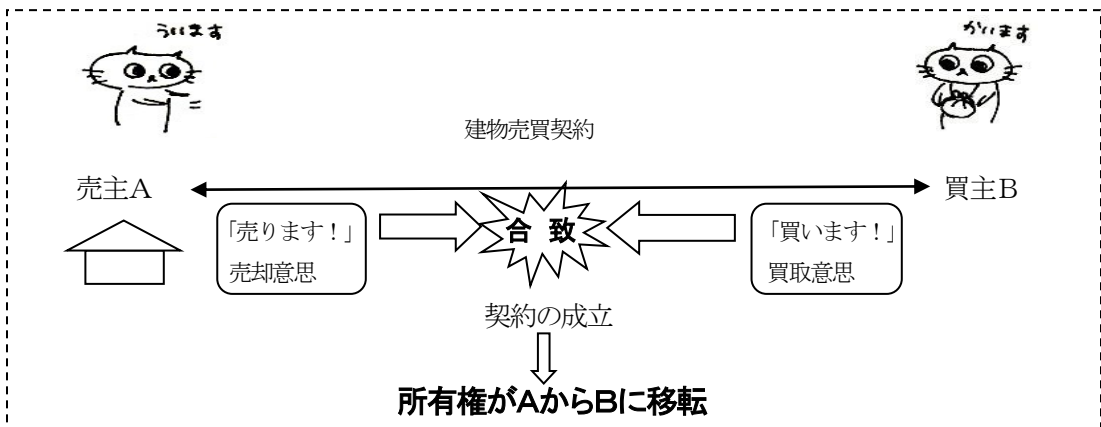 うります
かいます
建物売買契約
売主A
買主B
「売ります！」
売却意思
合 致
「買います！」
買取意思
契約の成立
所有権がAからBに移転